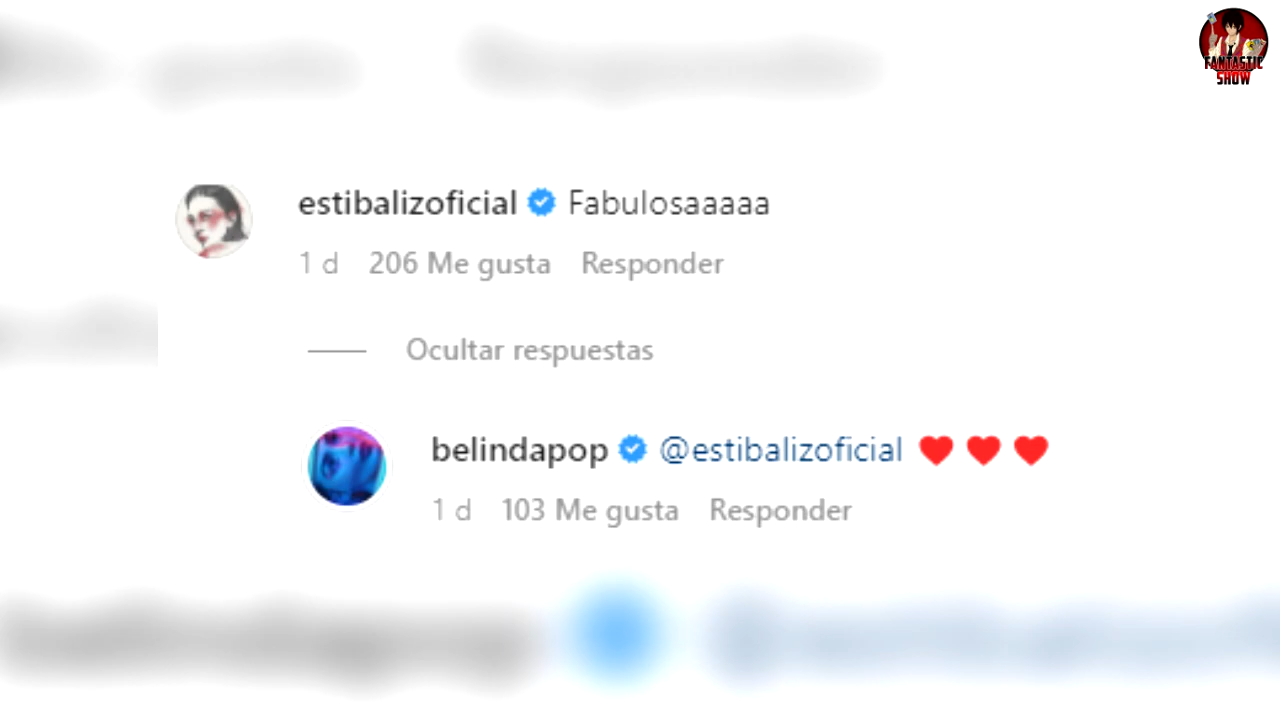 FANTASTIC
SHOW
estibalizoficial Fabulosaaaaa
1 d 206 Me gusta Responder
Ocultar respuestas
belindapop @estibalizoficial ❤️ ❤️ ❤️
1 d 103 Me gusta Responder